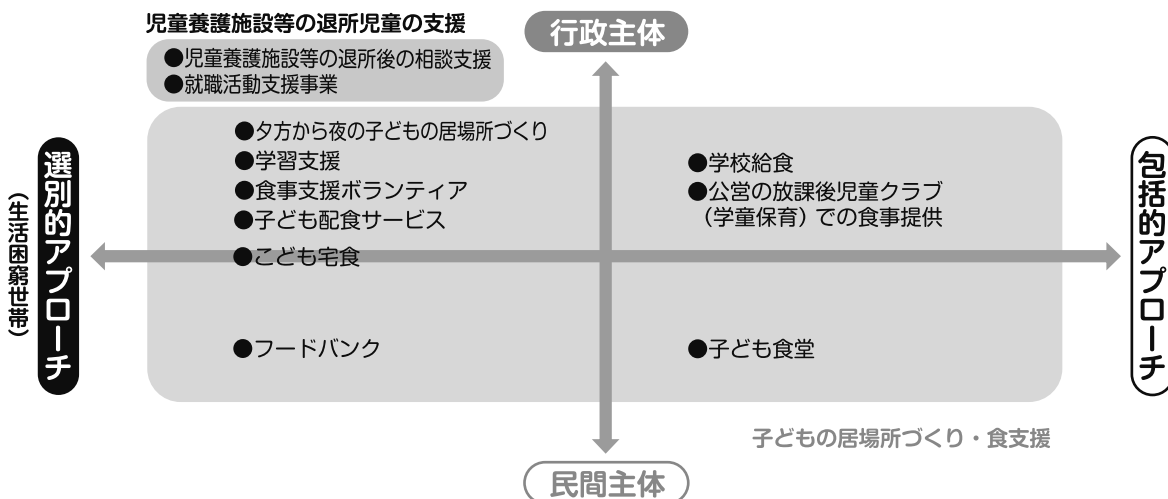 児童養護施設等の退所児童の支援
●児童養護施設等の退所後の相談支援
●就職活動支援事業
行政主体
●夕方から夜の子どもの居場所づくり
●学習支援
●食事支援ボランティア
●子ども配食サービス
●こども宅食
●フードバンク
●学校給食
●公営の放課後児童クラブ
（学童保育）での食事提供
●子ども食堂
選別的アプローチ
（生活困窮世帯）
包括的アプローチ
子どもの居場所づくり・食支援
民間主体